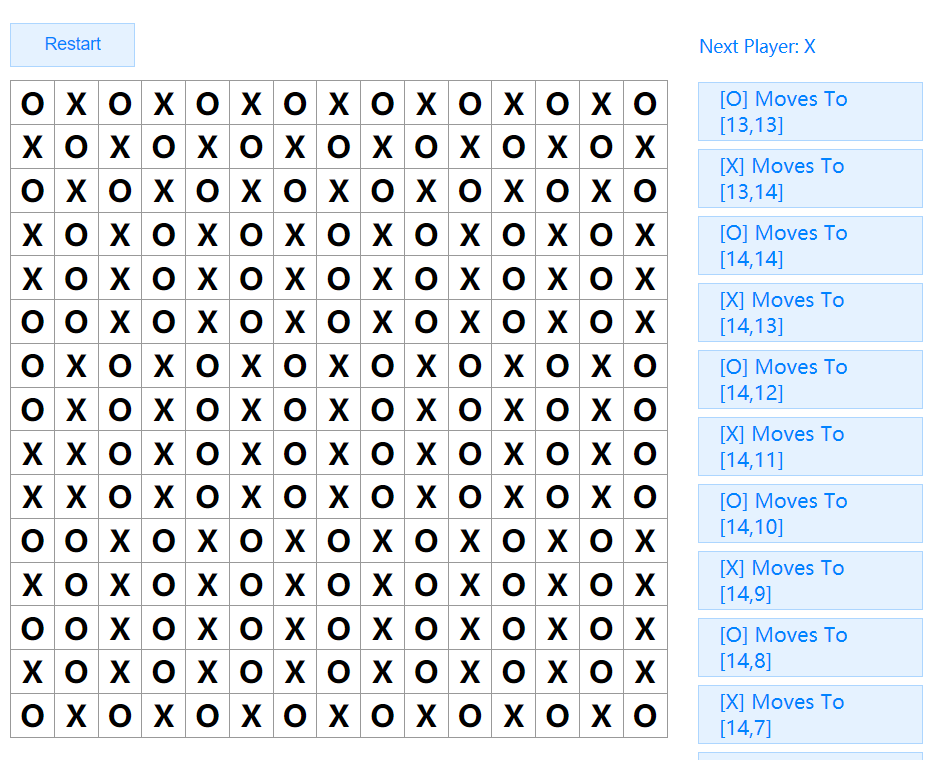 Restart
Next Player: X
O X O X O X O X O X O X O X O
X O X O X O X O X O X O X O X
O X O X O X O X O X O X O X O
X O X O X O X O X O X O X O X
X O X O X O X O X O X O X O X
O O X O X O X O X O X O X O X
O X O X O X O X O X O X O X O
O X O X O X O X O X O X O X O
X X O X O X O X O X O X O X O
X X O X O X O X O X O X O X O
O O X O X O X O X O X O X O X
X O X O X O X O X O X O X O X
O O X O X O X O X O X O X O X
X O X O X O X O X O X O X O X
O X O X O X O X O X O X O X O
[O] Moves To
[13,13]
[X] Moves To
[13,14]
[O] Moves To
[14,14]
[X] Moves To
[14,13]
[O] Moves To
[14,12]
[X] Moves To
[14,11]
[O] Moves To
[14,10]
[X] Moves To
[14,9]
[O] Moves To
[14,8]
[X] Moves To
[14,7]